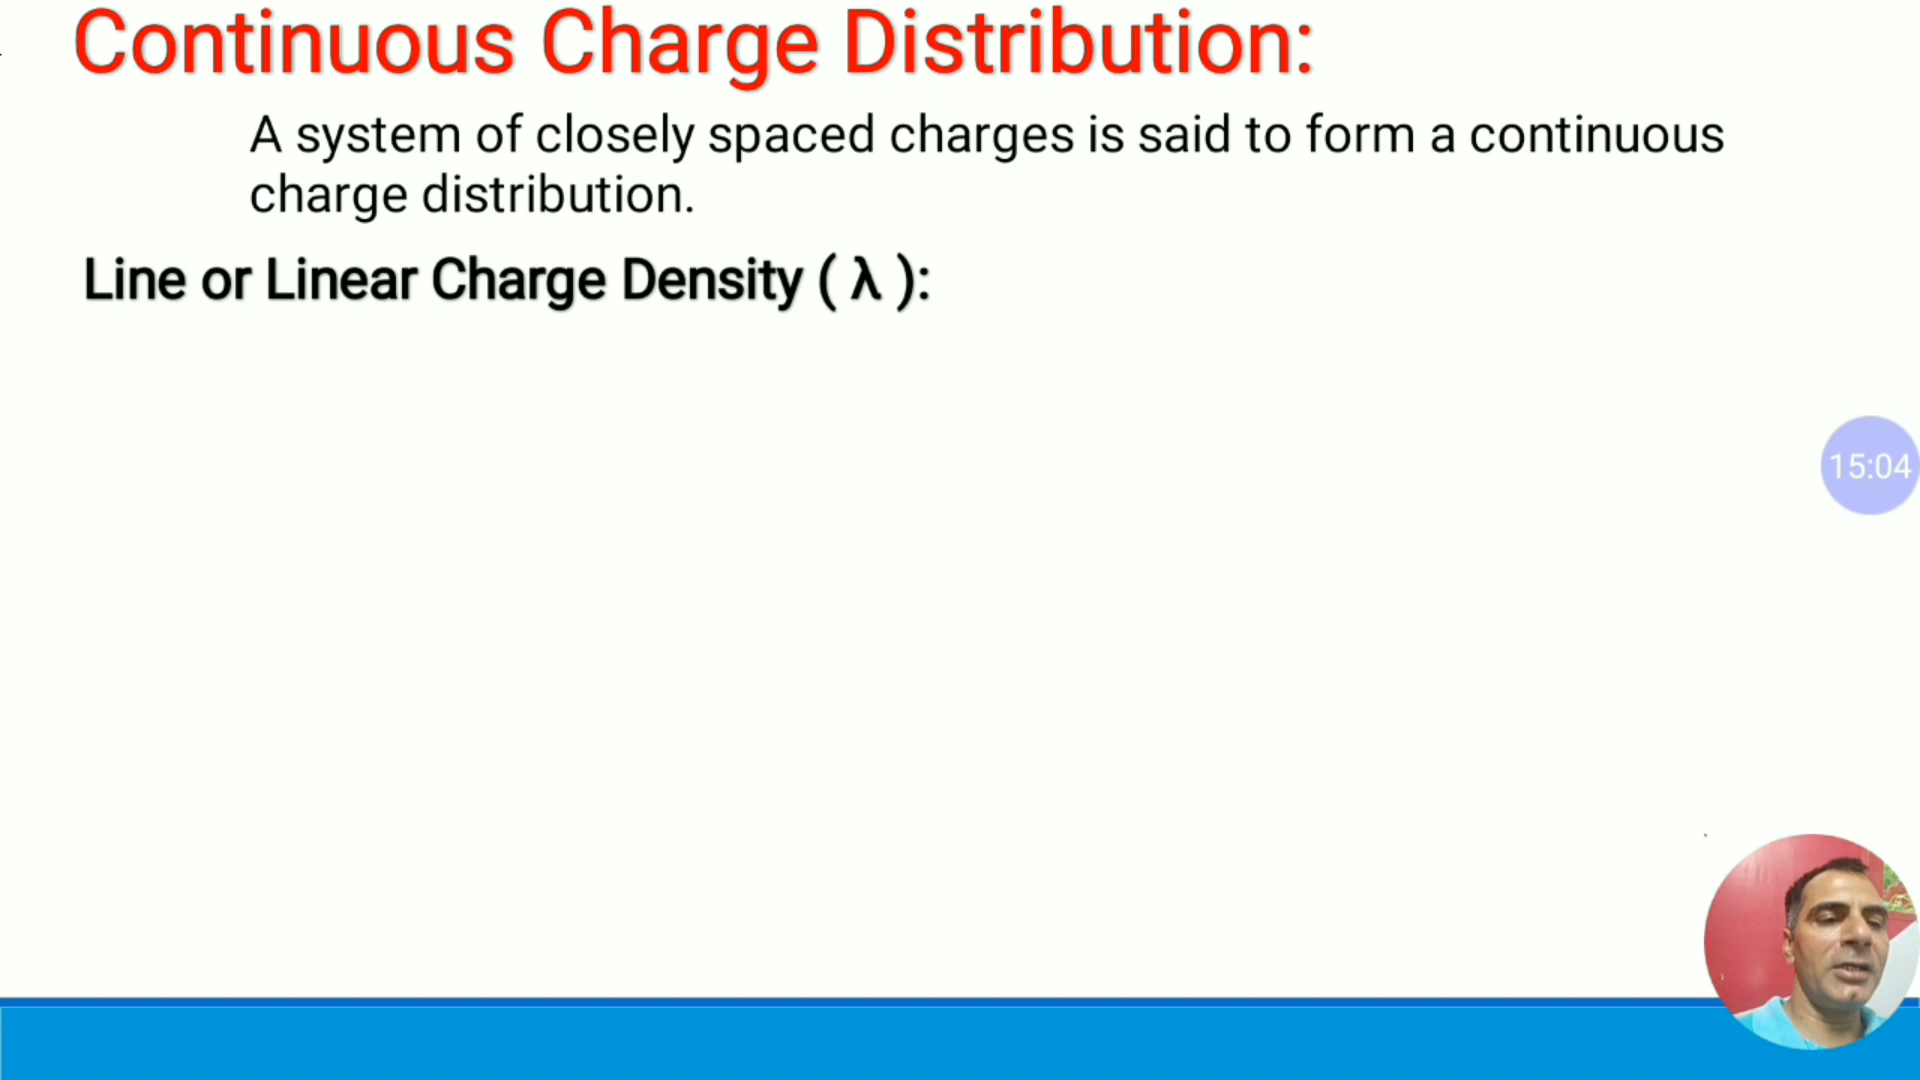 Continuous Charge Distribution:
A system of closely spaced charges is said to form a continuous
charge distribution.
Line or Linear Charge Density ( λ ):
15:04